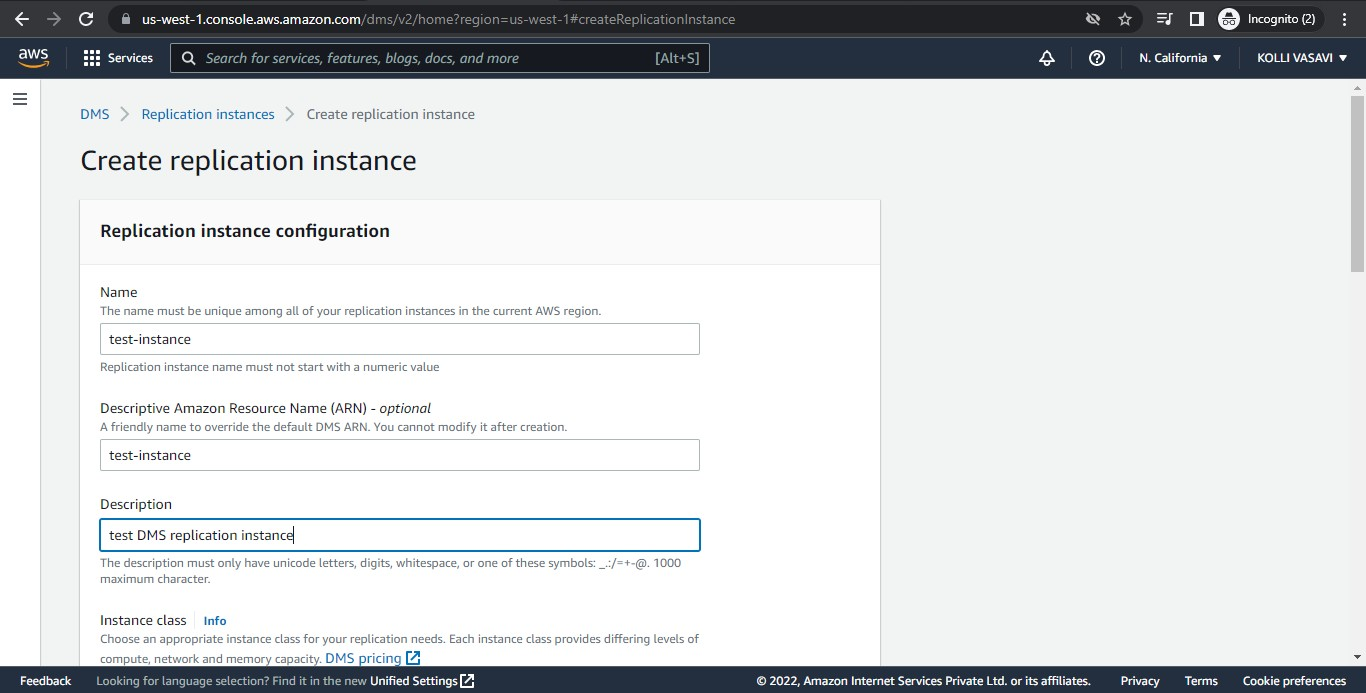 us-west-1.console.aws.amazon.com/dms/v2/home?region=us-west-1#createReplicationInstance
Incognito (2)
aws
Services
Search for services, features, blogs, docs, and more
[Alt+S]
N. California
KOLLI VASAVI
DMS
Replication instances
Create replication instance
Create replication instance
Replication instance configuration
Name
The name must be unique among all of your replication instances in the current AWS region.
test-instance
Replication instance name must not start with a numeric value
Descriptive Amazon Resource Name (ARN) - optional
A friendly name to override the default DMS ARN. You cannot modify it after creation.
test-instance
Description
test DMS replication instance
The description must only have unicode letters, digits, whitespace, or one of these symbols: _.:/=+-@. 1000
maximum character.
Instance class
Info
Choose an appropriate instance class for your replication needs. Each instance class provides differing levels of
compute, network and memory capacity. DMS pricing
Feedback
Looking for language selection? Find it in the new Unified Settings
© 2022, Amazon Internet Services Private Ltd. or its affiliates.
Privacy
Terms
Cookie preferences